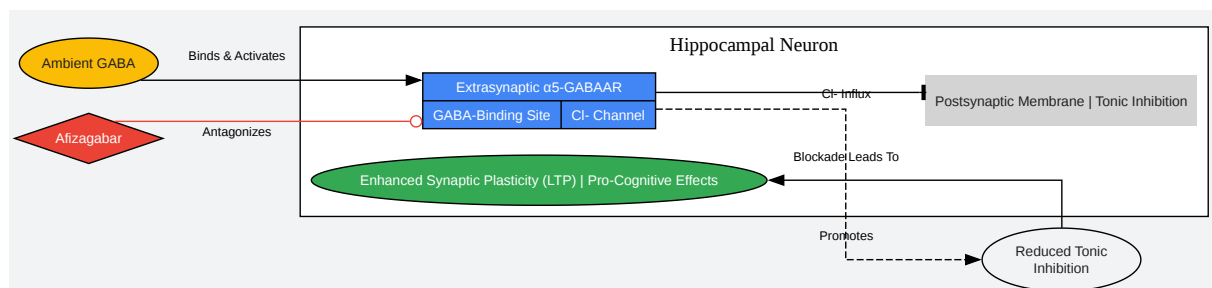 Hippocampal Neuron
Ambient GABA
Binds & Activates
Extrasynaptic α5-GABAAR
GABA-Binding Site
Cl- Channel
Cl- Influx
Postsynaptic Membrane | Tonic Inhibition
Afizagabar
Antagonizes
Blockade Leads To
Enhanced Synaptic Plasticity (LTP) | Pro-Cognitive Effects
Promotes
Reduced Tonic
Inhibition